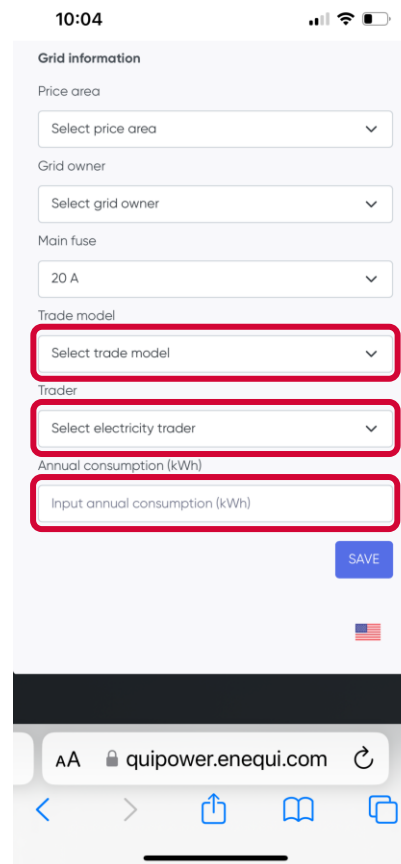 10:04
Grid information
Price area
Select price area
Grid owner
Select grid owner
Main fuse
20 A
Trade model
Select trade model
Trader
Select electricity trader
Annual consumption (kWh)
Input annual consumption (kWh)
SAVE
AA quipower.enequi.com